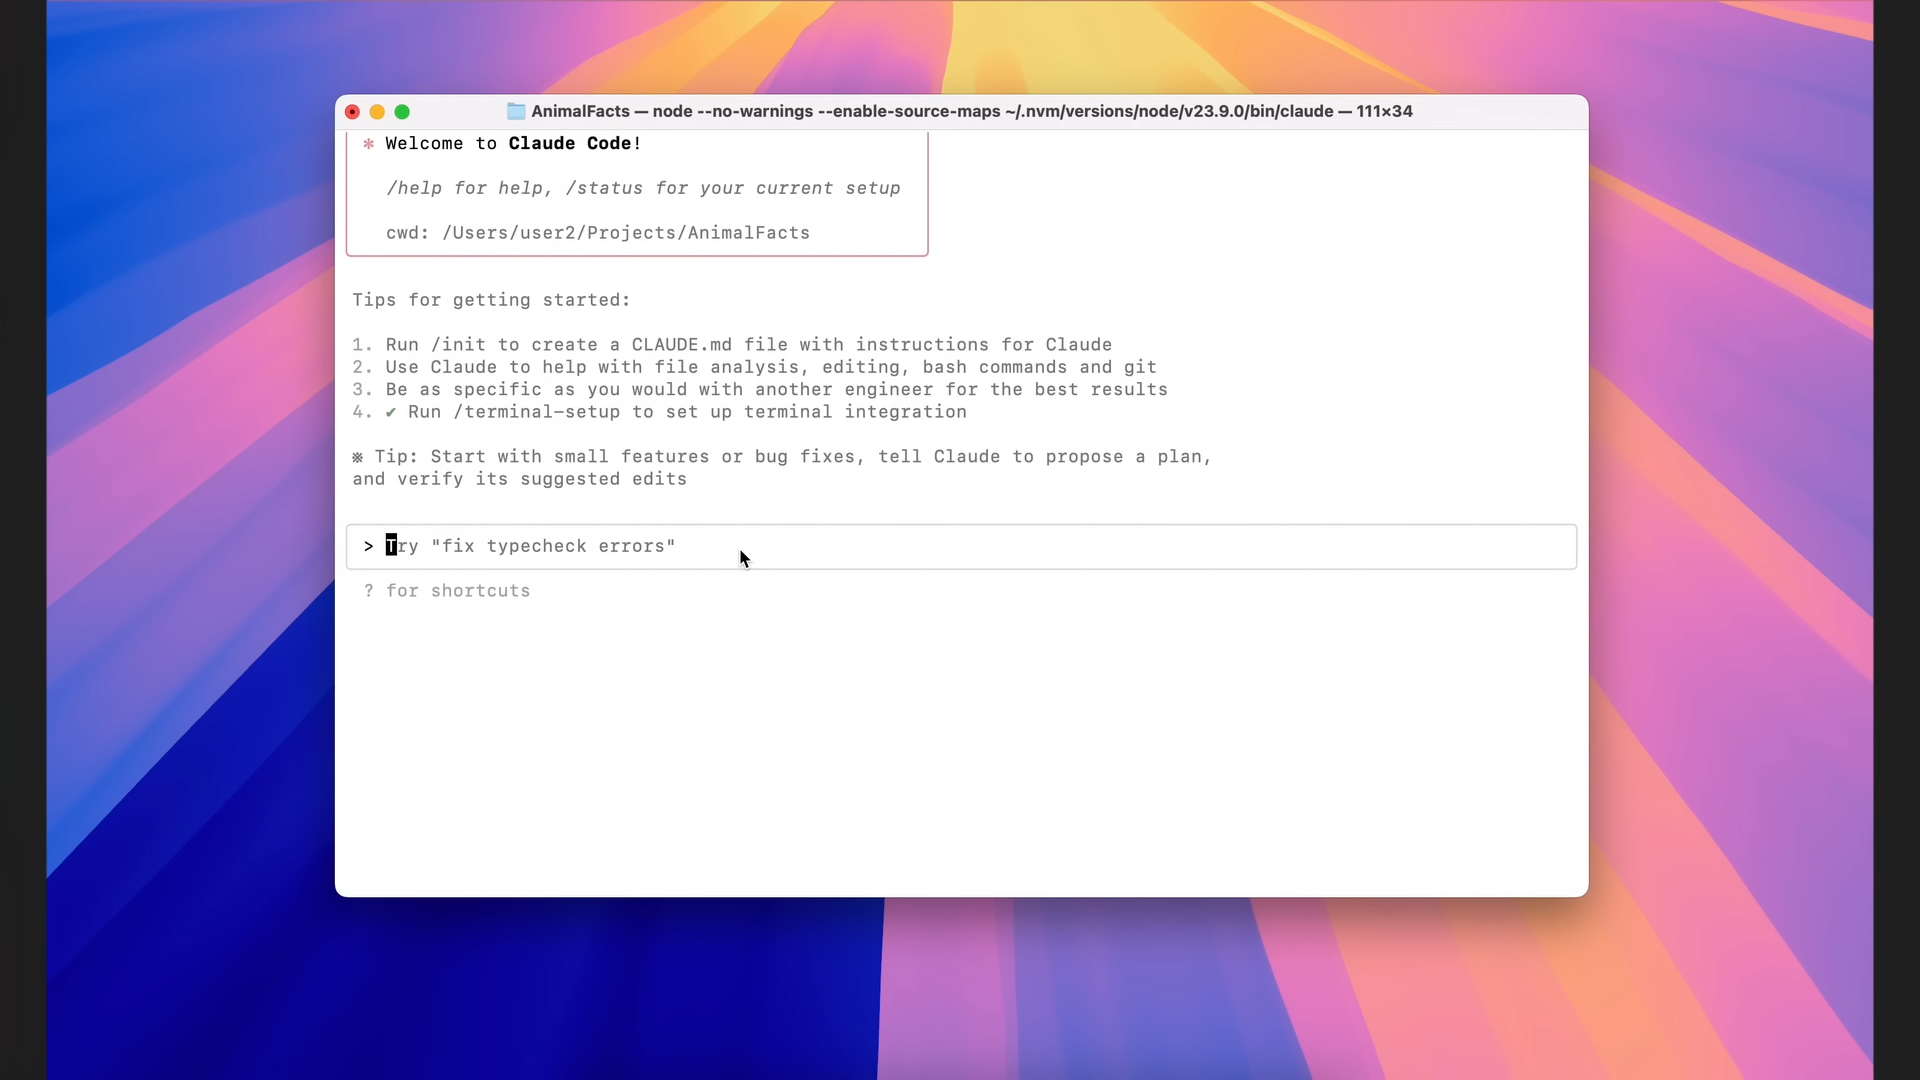 AnimalFacts — node --no-warnings --enable-source-maps ~/.nvm/versions/node/v23.9.0/bin/claude — 111×34
* Welcome to Claude Code!
/help for help, /status for your current setup
cwd: /Users/user2/Projects/AnimalFacts
Tips for getting started:
1. Run /init to create a CLAUDE.md file with instructions for Claude
2. Use Claude to help with file analysis, editing, bash commands and git
3. Be as specific as you would with another engineer for the best results
4. ✔ Run /terminal-setup to set up terminal integration
※ Tip: Start with small features or bug fixes, tell Claude to propose a plan,
and verify its suggested edits
> Try "fix typecheck errors"
? for shortcuts